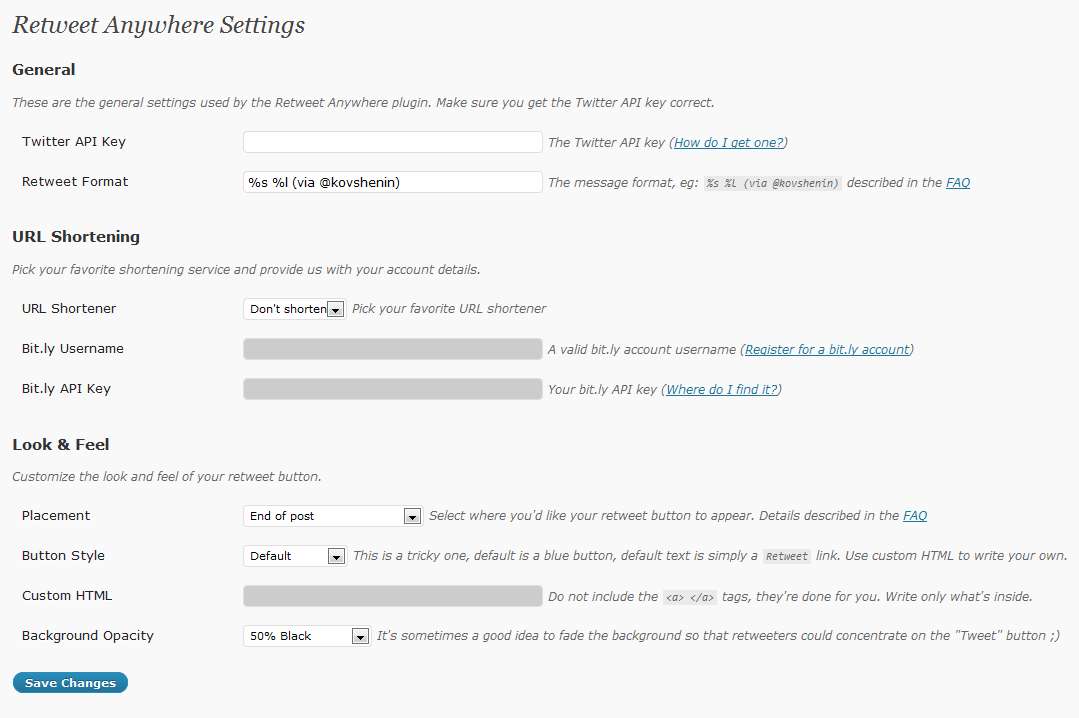 Retweet Anywhere Settings
General
These are the general settings used by the Retweet Anywhere plugin. Make sure you get the Twitter API key correct.
Twitter API Key The Twitter API key (How do I get one?)
Retweet Format %s %l (via @kovshenin) The message format, eg: %s %l (via @kovshenin) described in the FAQ
URL Shortening
Pick your favorite shortening service and provide us with your account details.
URL Shortener Don't shorten Pick your favorite URL shortener
Bit.ly Username A valid bit.ly account username (Register for a bit.ly account)
Bit.ly API Key Your bit.ly API key (Where do I find it?)
Look & Feel
Customize the look and feel of your retweet button.
Placement End of post Select where you'd like your retweet button to appear. Details described in the FAQ
Button Style Default This is a tricky one, default is a blue button, default text is simply a Retweet link. Use custom HTML to write your own.
Custom HTML Do not include the <a> </a> tags, they're done for you. Write only what's inside.
Background Opacity 50% Black It's sometimes a good idea to fade the background so that retweeters could concentrate on the "Tweet" button ;)
Save Changes